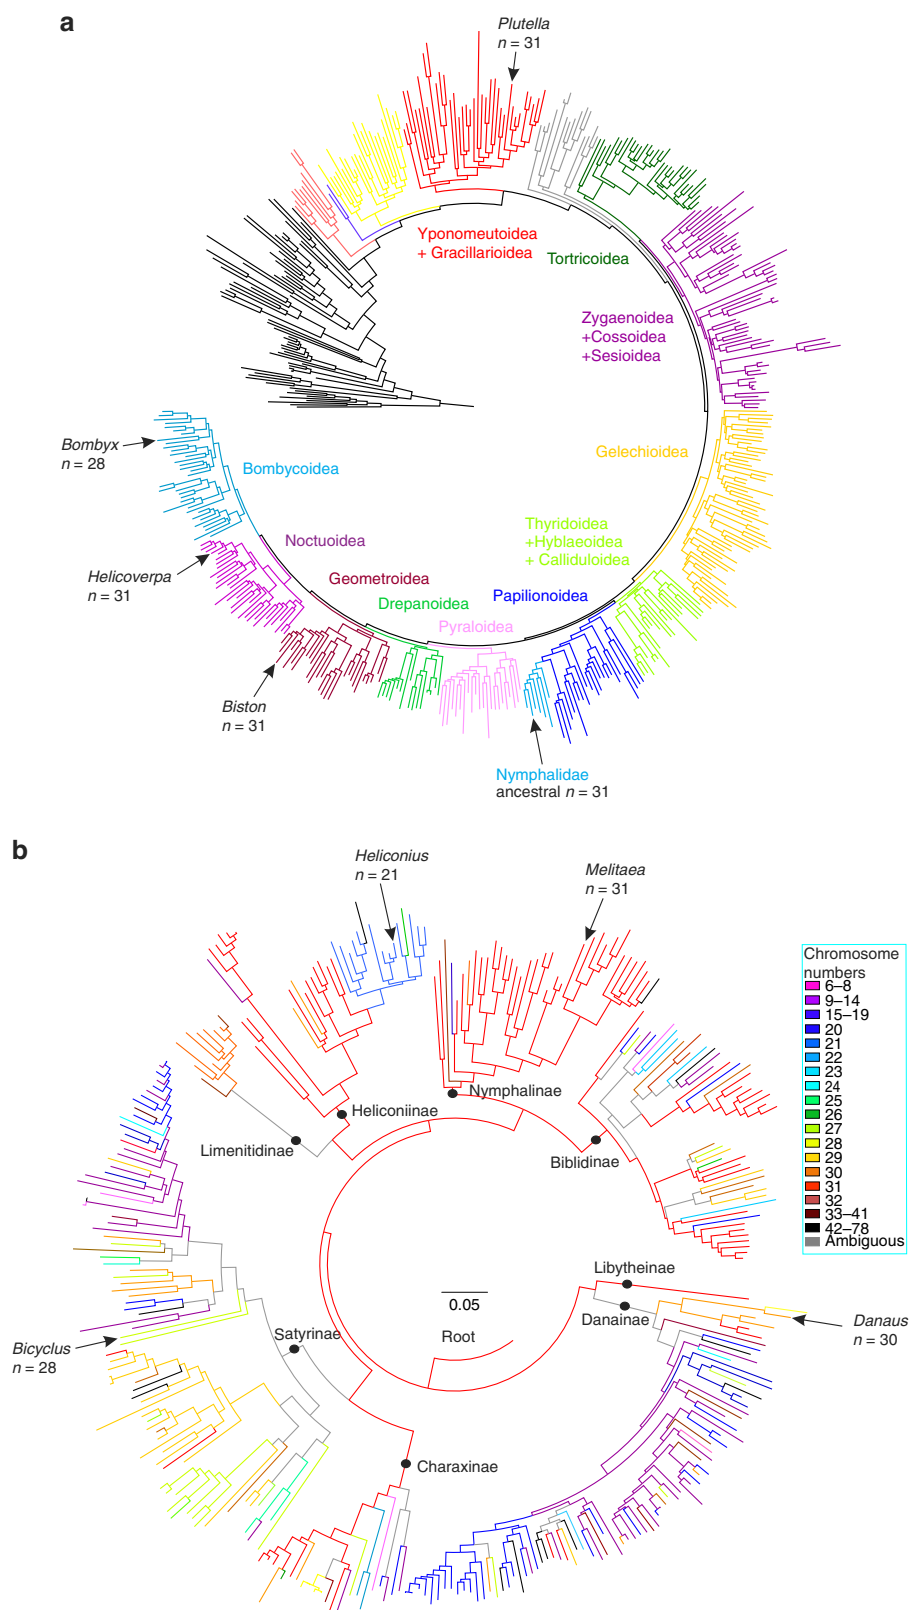 a
Plutella
n = 31
Yponomeutoidea
+ Gracillarioidea
Tortricoidea
Zygaenoidea
+Cossoidea
+Sesioidea
Gelechioidea
Bombyx
n = 28
Bombycoidea
Thyridoidea
+Hyblaeoidea
+ Calliduloidea
Noctuoidea
Helicoverpa
n = 31
Geometroidea
Drepanoidea
Papilionoidea
Pyraloidea
Biston
n = 31
Nymphalidae
ancestral n = 31
b
Heliconius
n = 21
Melitaea
n = 31
Chromosome
numbers
6–8
9–14
15–19
20
21
22
23
24
25
26
27
28
29
30
31
32
33–41
42–78
Ambiguous
Nymphalinae
Heliconiinae
Limenitidinae
Biblidinae
Libytheinae
Danainae
0.05
Root
Danaus
n = 30
Satyrinae
Bicyclus
n = 28
Charaxinae